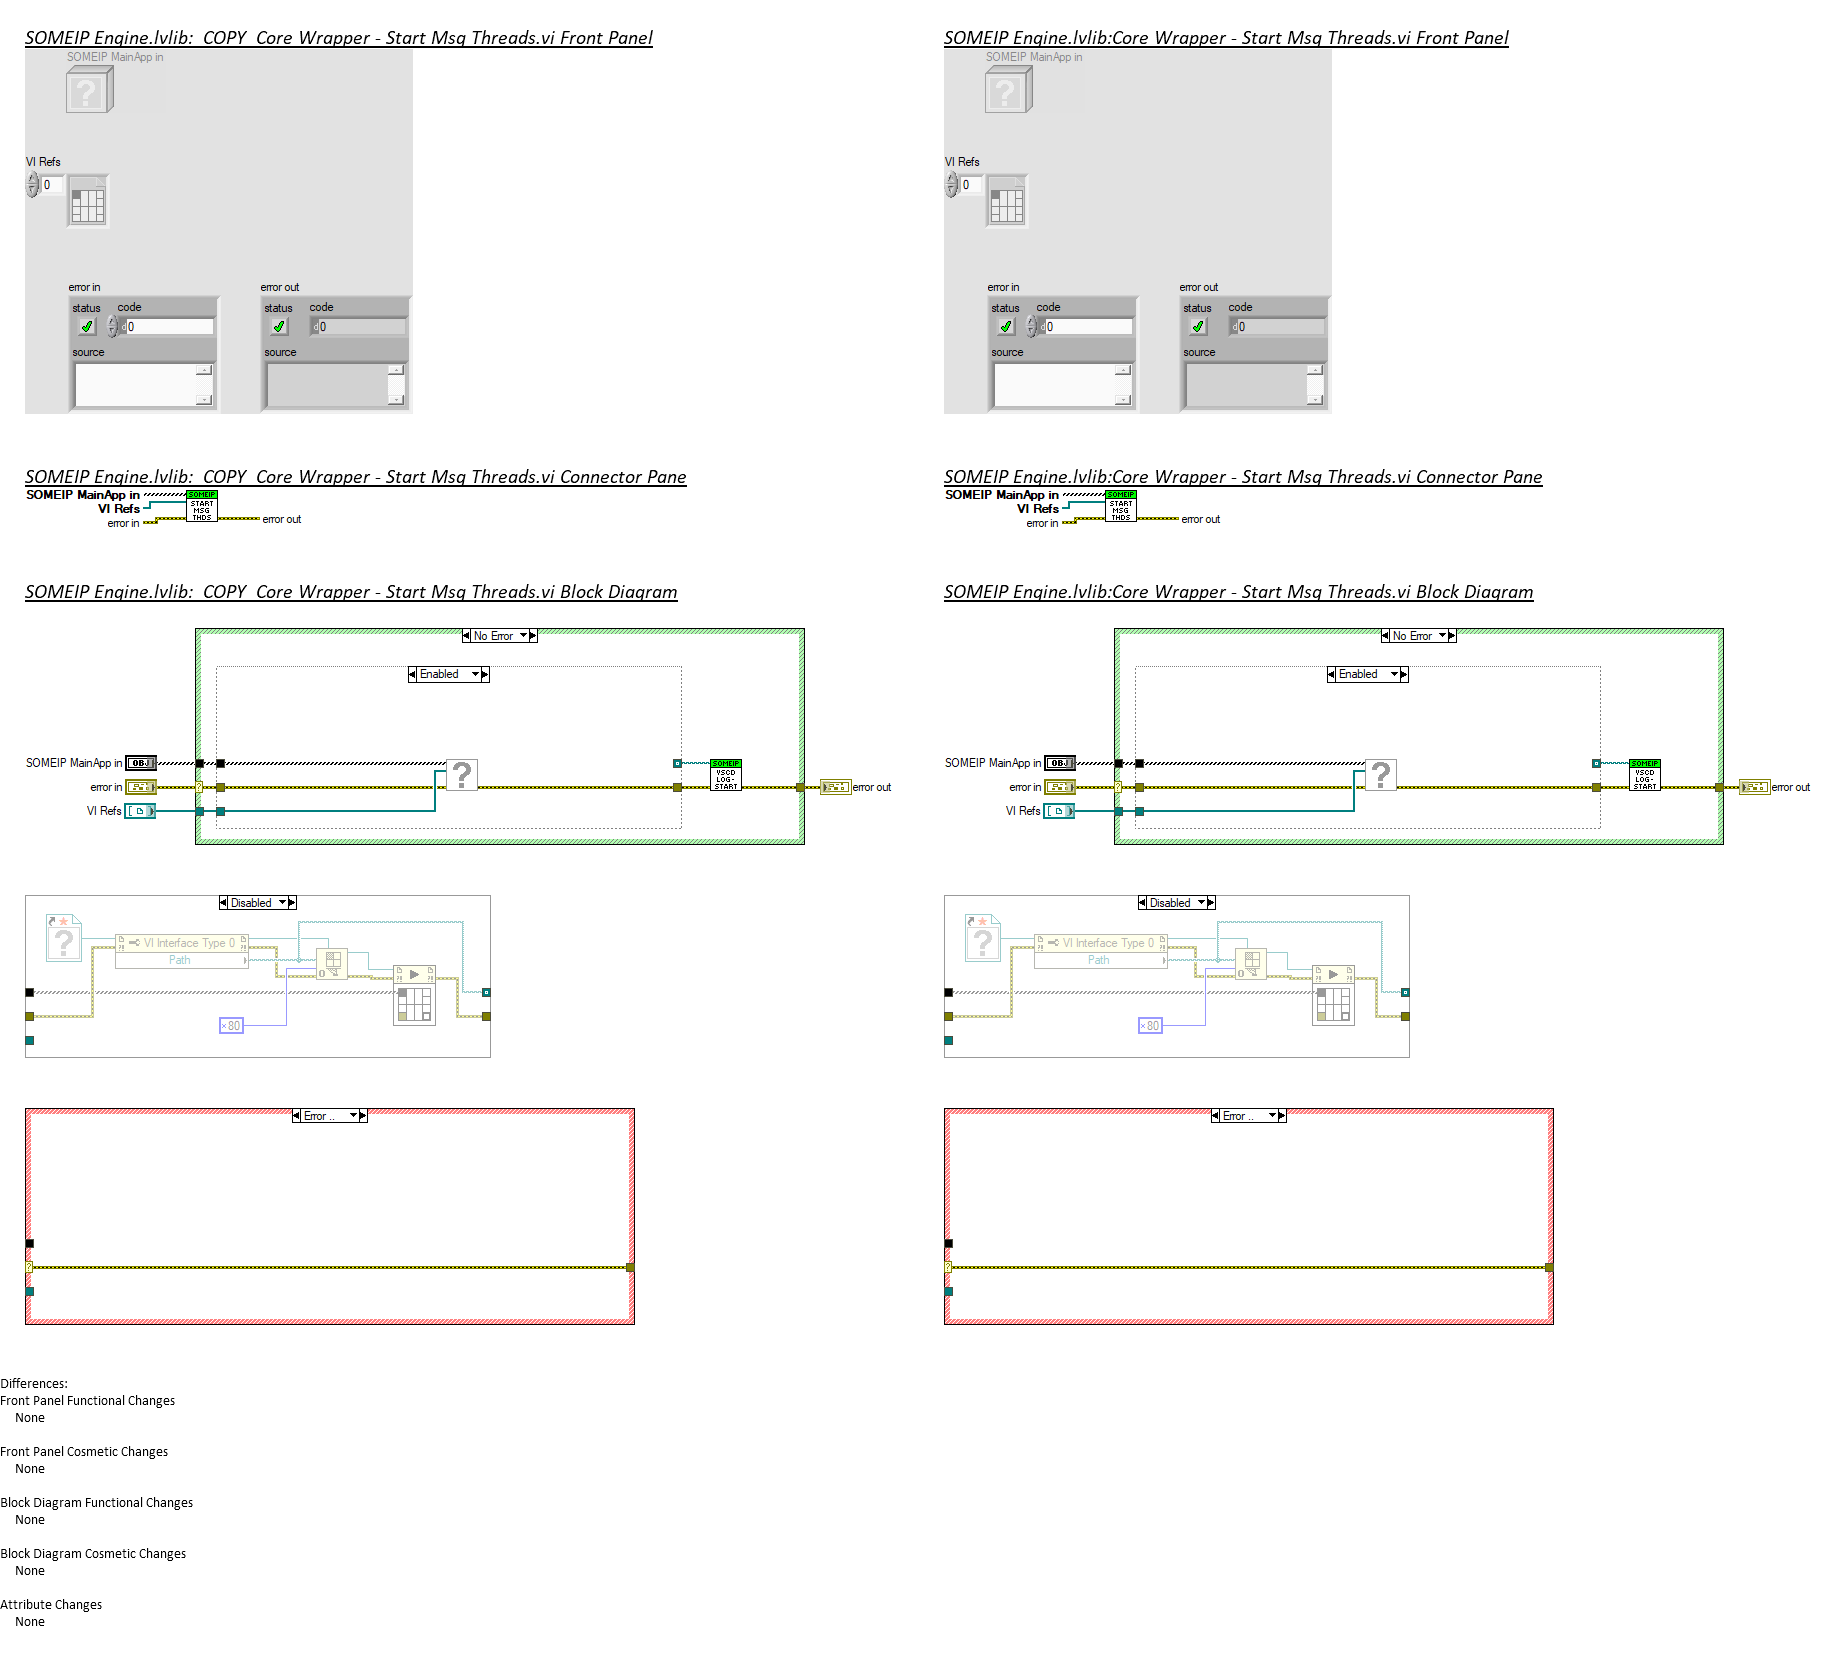 SOMEIP Engine.lvlib:_COPY_Core Wrapper - Start Msg Threads.vi Front Panel
SOMEIP MainApp in
VI Refs
0
error in
status code
0
source
error out
status code
0
source
SOMEIP Engine.lvlib:Core Wrapper - Start Msg Threads.vi Front Panel
SOMEIP MainApp in
VI Refs
0
error in
status code
0
source
error out
status code
0
source
SOMEIP Engine.lvlib:_COPY_Core Wrapper - Start Msg Threads.vi Connector Pane
SOMEIP MainApp in
VI Refs
error in
SOMEIP
START
MSG
THDS
error out
SOMEIP Engine.lvlib:Core Wrapper - Start Msg Threads.vi Connector Pane
SOMEIP MainApp in
VI Refs
error in
SOMEIP
START
MSG
THDS
error out
SOMEIP Engine.lvlib:_COPY_Core Wrapper - Start Msg Threads.vi Block Diagram
No Error
Enabled
SOMEIP MainApp in
OBJ
error in
VI Refs
?
SOMEIP
VSCD
LOG-
START
error out
Disabled
?
VI Interface Type 0
Path
×80
Error ..
SOMEIP Engine.lvlib:Core Wrapper - Start Msg Threads.vi Block Diagram
No Error
Enabled
SOMEIP MainApp in
OBJ
error in
VI Refs
?
SOMEIP
VSCD
LOG-
START
error out
Disabled
?
VI Interface Type 0
Path
×80
Error ..
Differences:
Front Panel Functional Changes
None
Front Panel Cosmetic Changes
None
Block Diagram Functional Changes
None
Block Diagram Cosmetic Changes
None
Attribute Changes
None